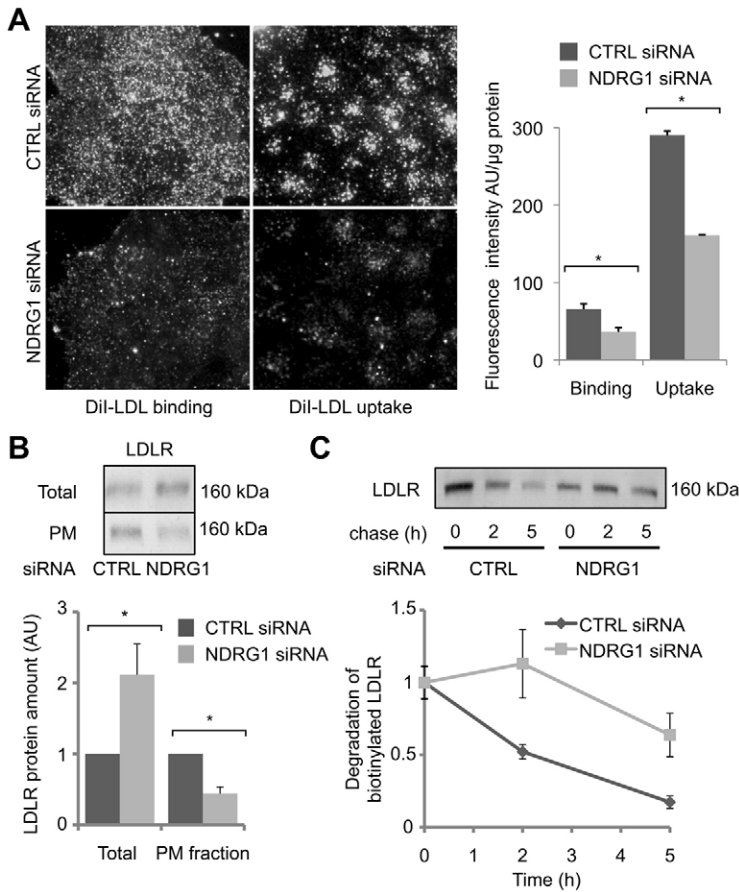 A
CTRL siRNA
NDRG1 siRNA
DiI-LDL binding
DiI-LDL uptake
CTRL siRNA
NDRG1 siRNA
Fluorescence intensity AU/µg protein
300
200
100
0
*
*
Binding
Uptake
B
LDLR
Total
160 kDa
PM
160 kDa
siRNA CTRL NDRG1
LDLR protein amount (AU)
3
2
1
0
*
*
CTRL siRNA
NDRG1 siRNA
Total
PM fraction
C
LDLR
160 kDa
chase (h) 0 2 5 0 2 5
siRNA CTRL NDRG1
Degradation of
biotinylated LDLR
1.5
1
0.5
0
CTRL siRNA
NDRG1 siRNA
0 1 2 3 4 5
Time (h)